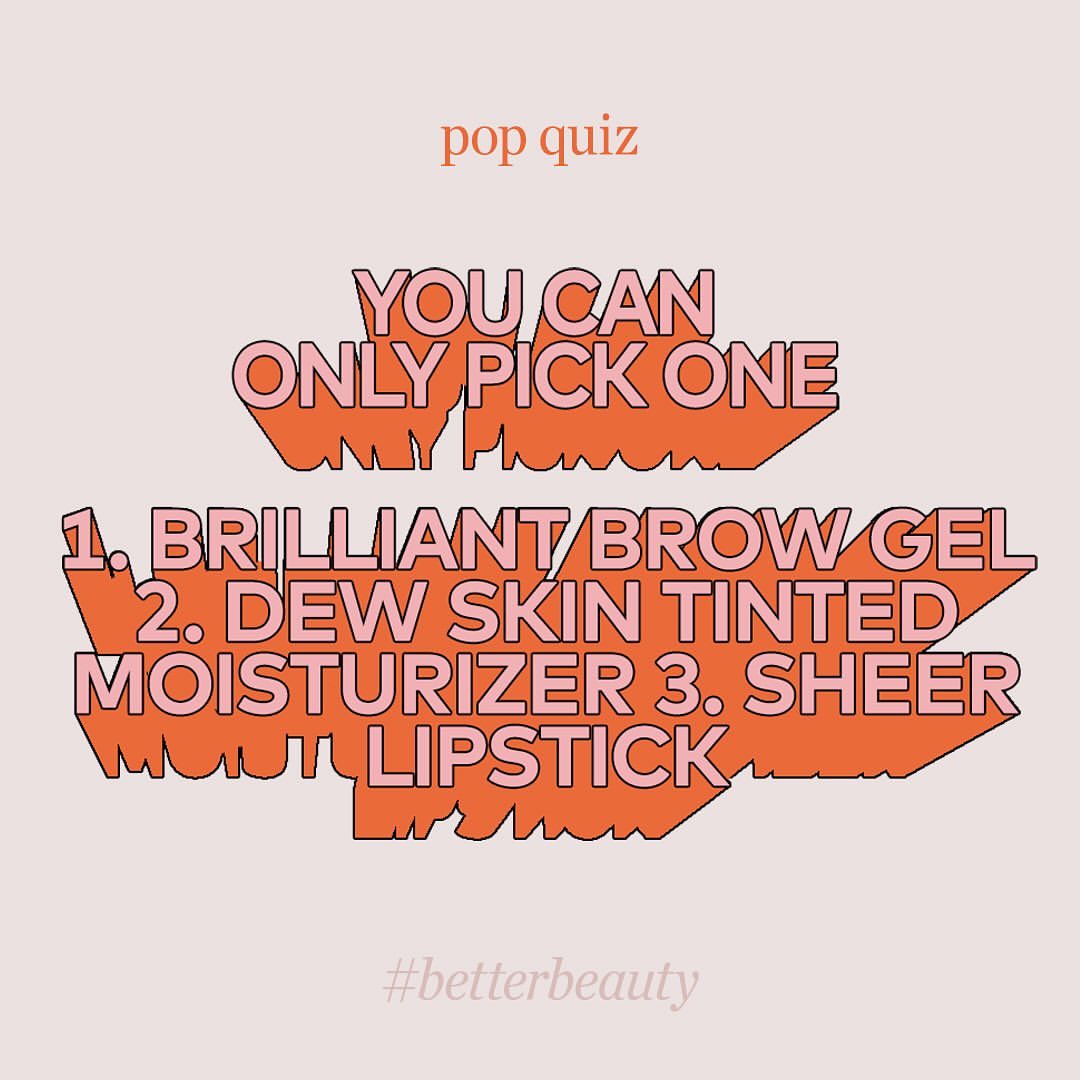 pop quiz
YOU CAN
ONLY PICK ONE
1. BRILLIANT BROW GEL
2. DEW SKIN TINTED
MOISTURIZER 3. SHEER
LIPSTICK
#betterbeauty